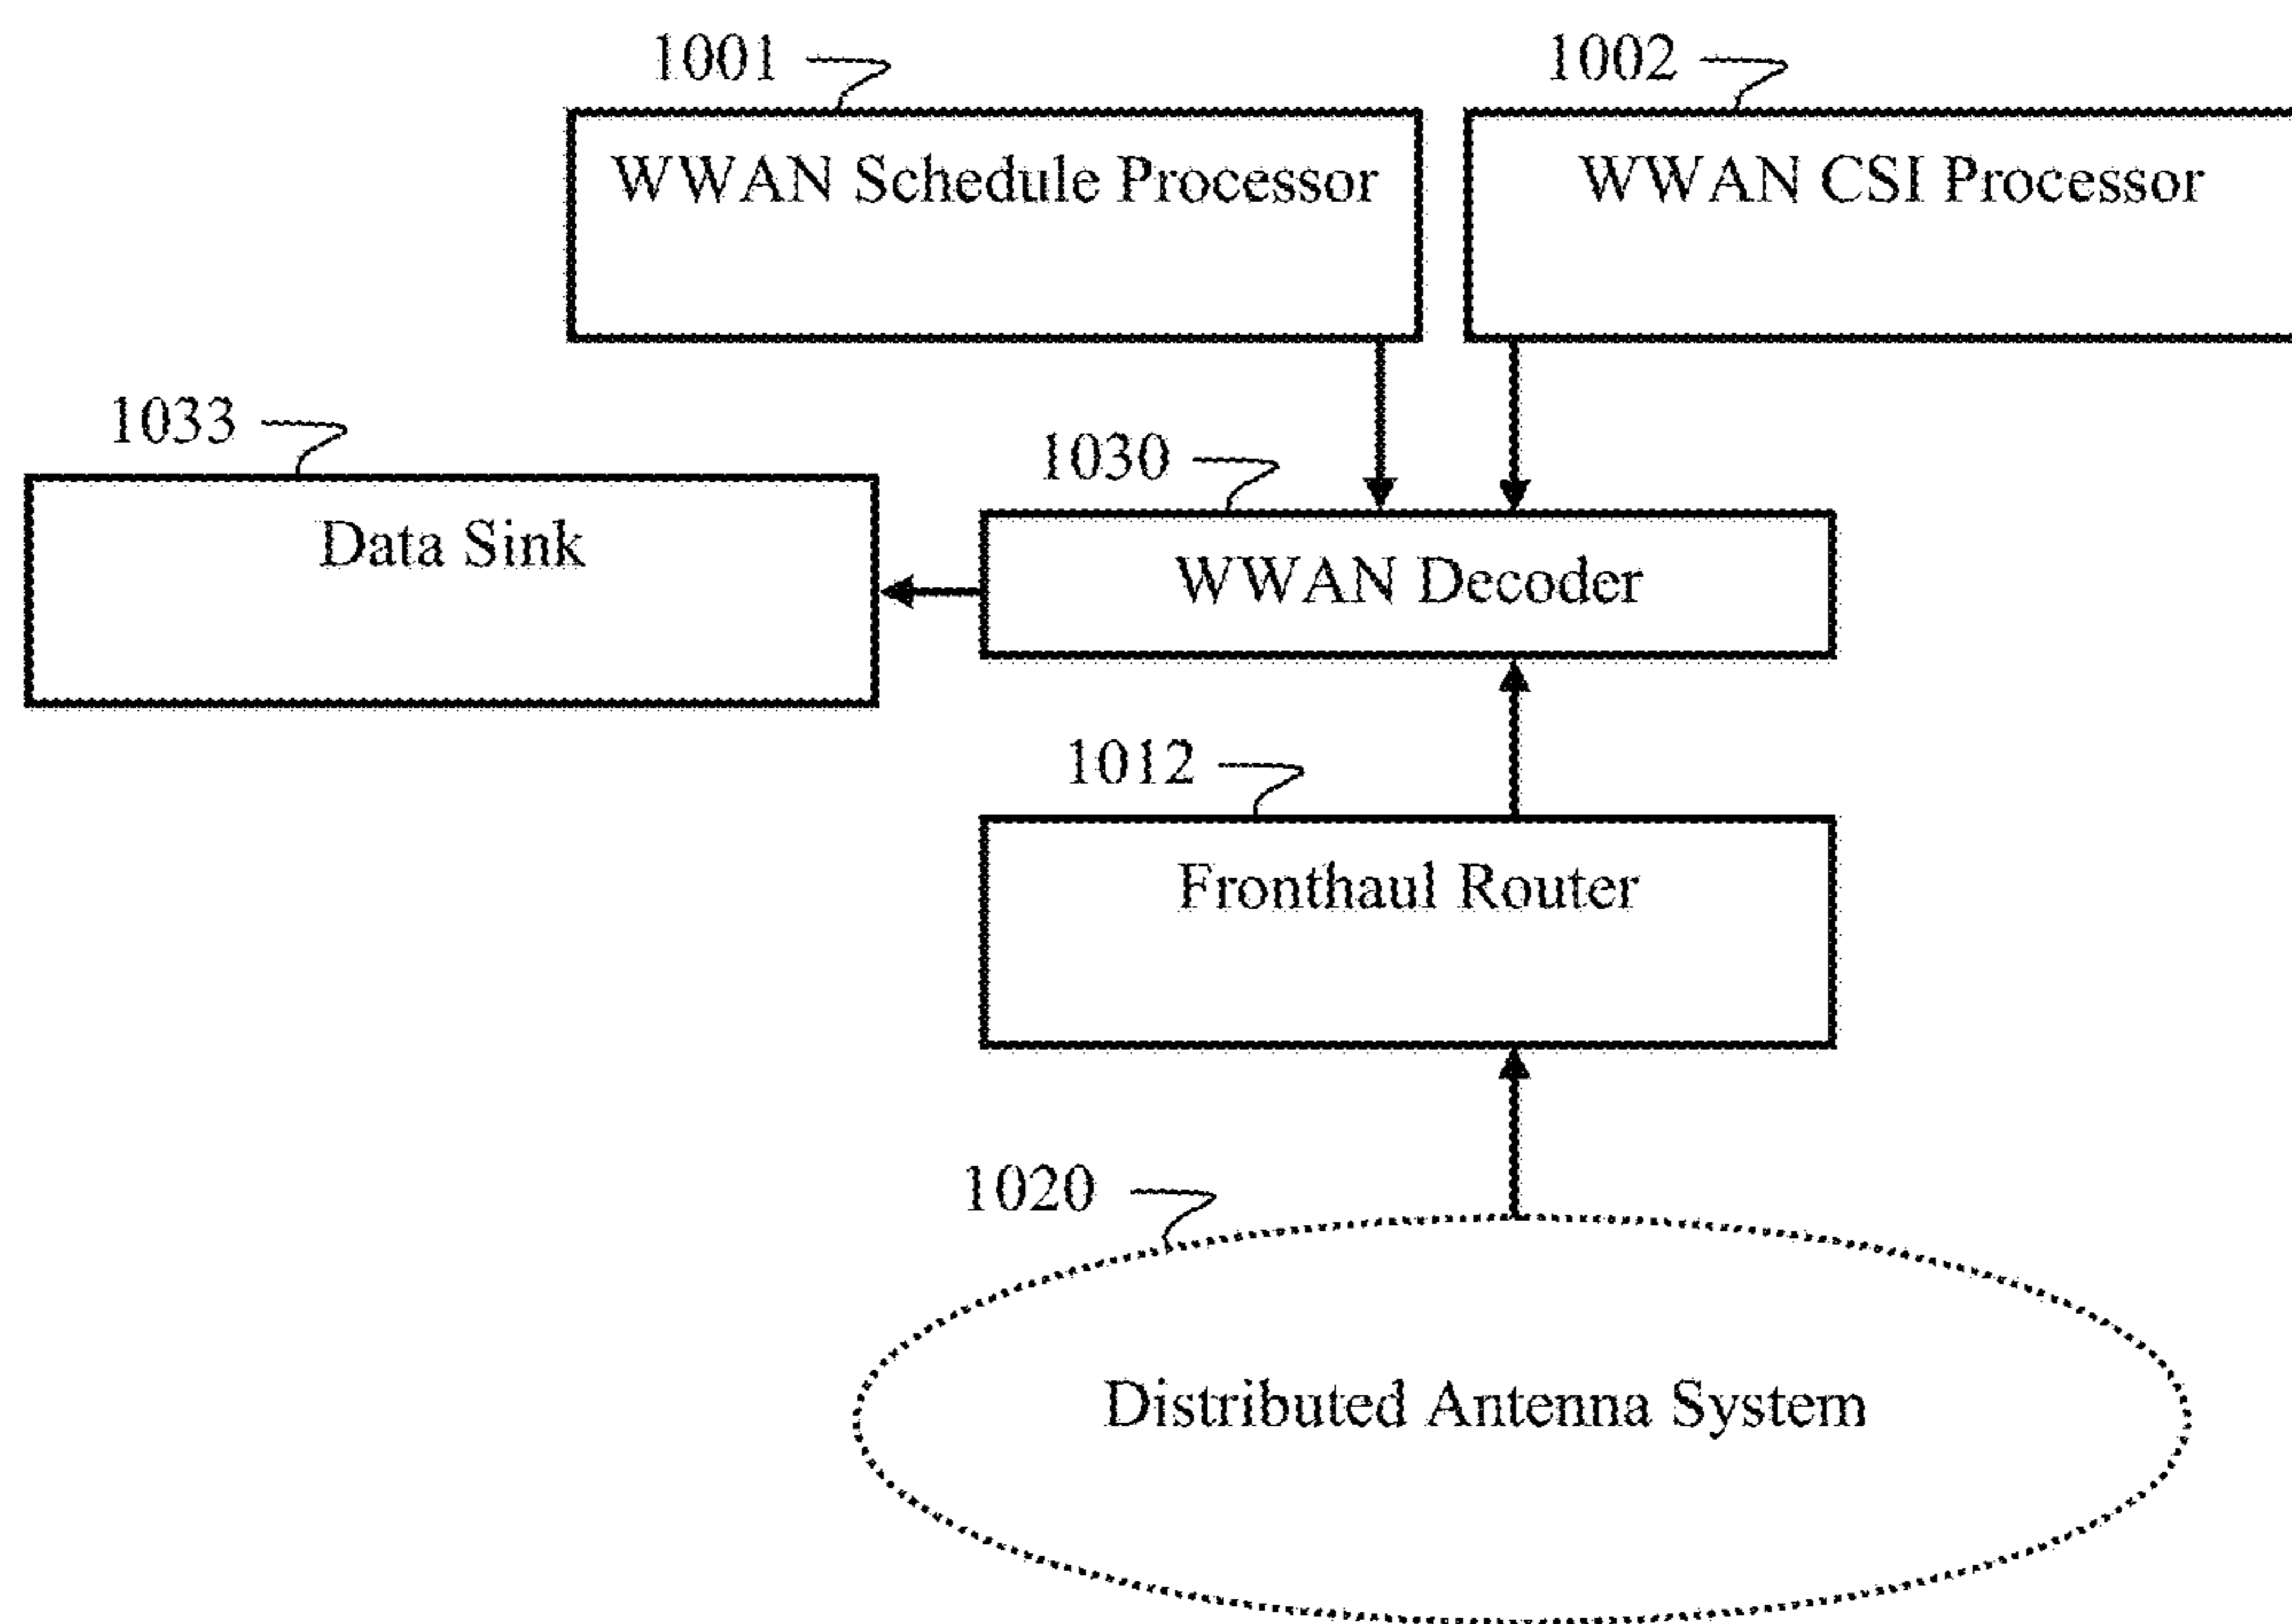 1001
1002
WWAN Schedule Processor
WWAN CSI Processor
1033
1030
Data Sink
WWAN Decoder
1012
Fronthaul Router
1020
Distributed Antenna System